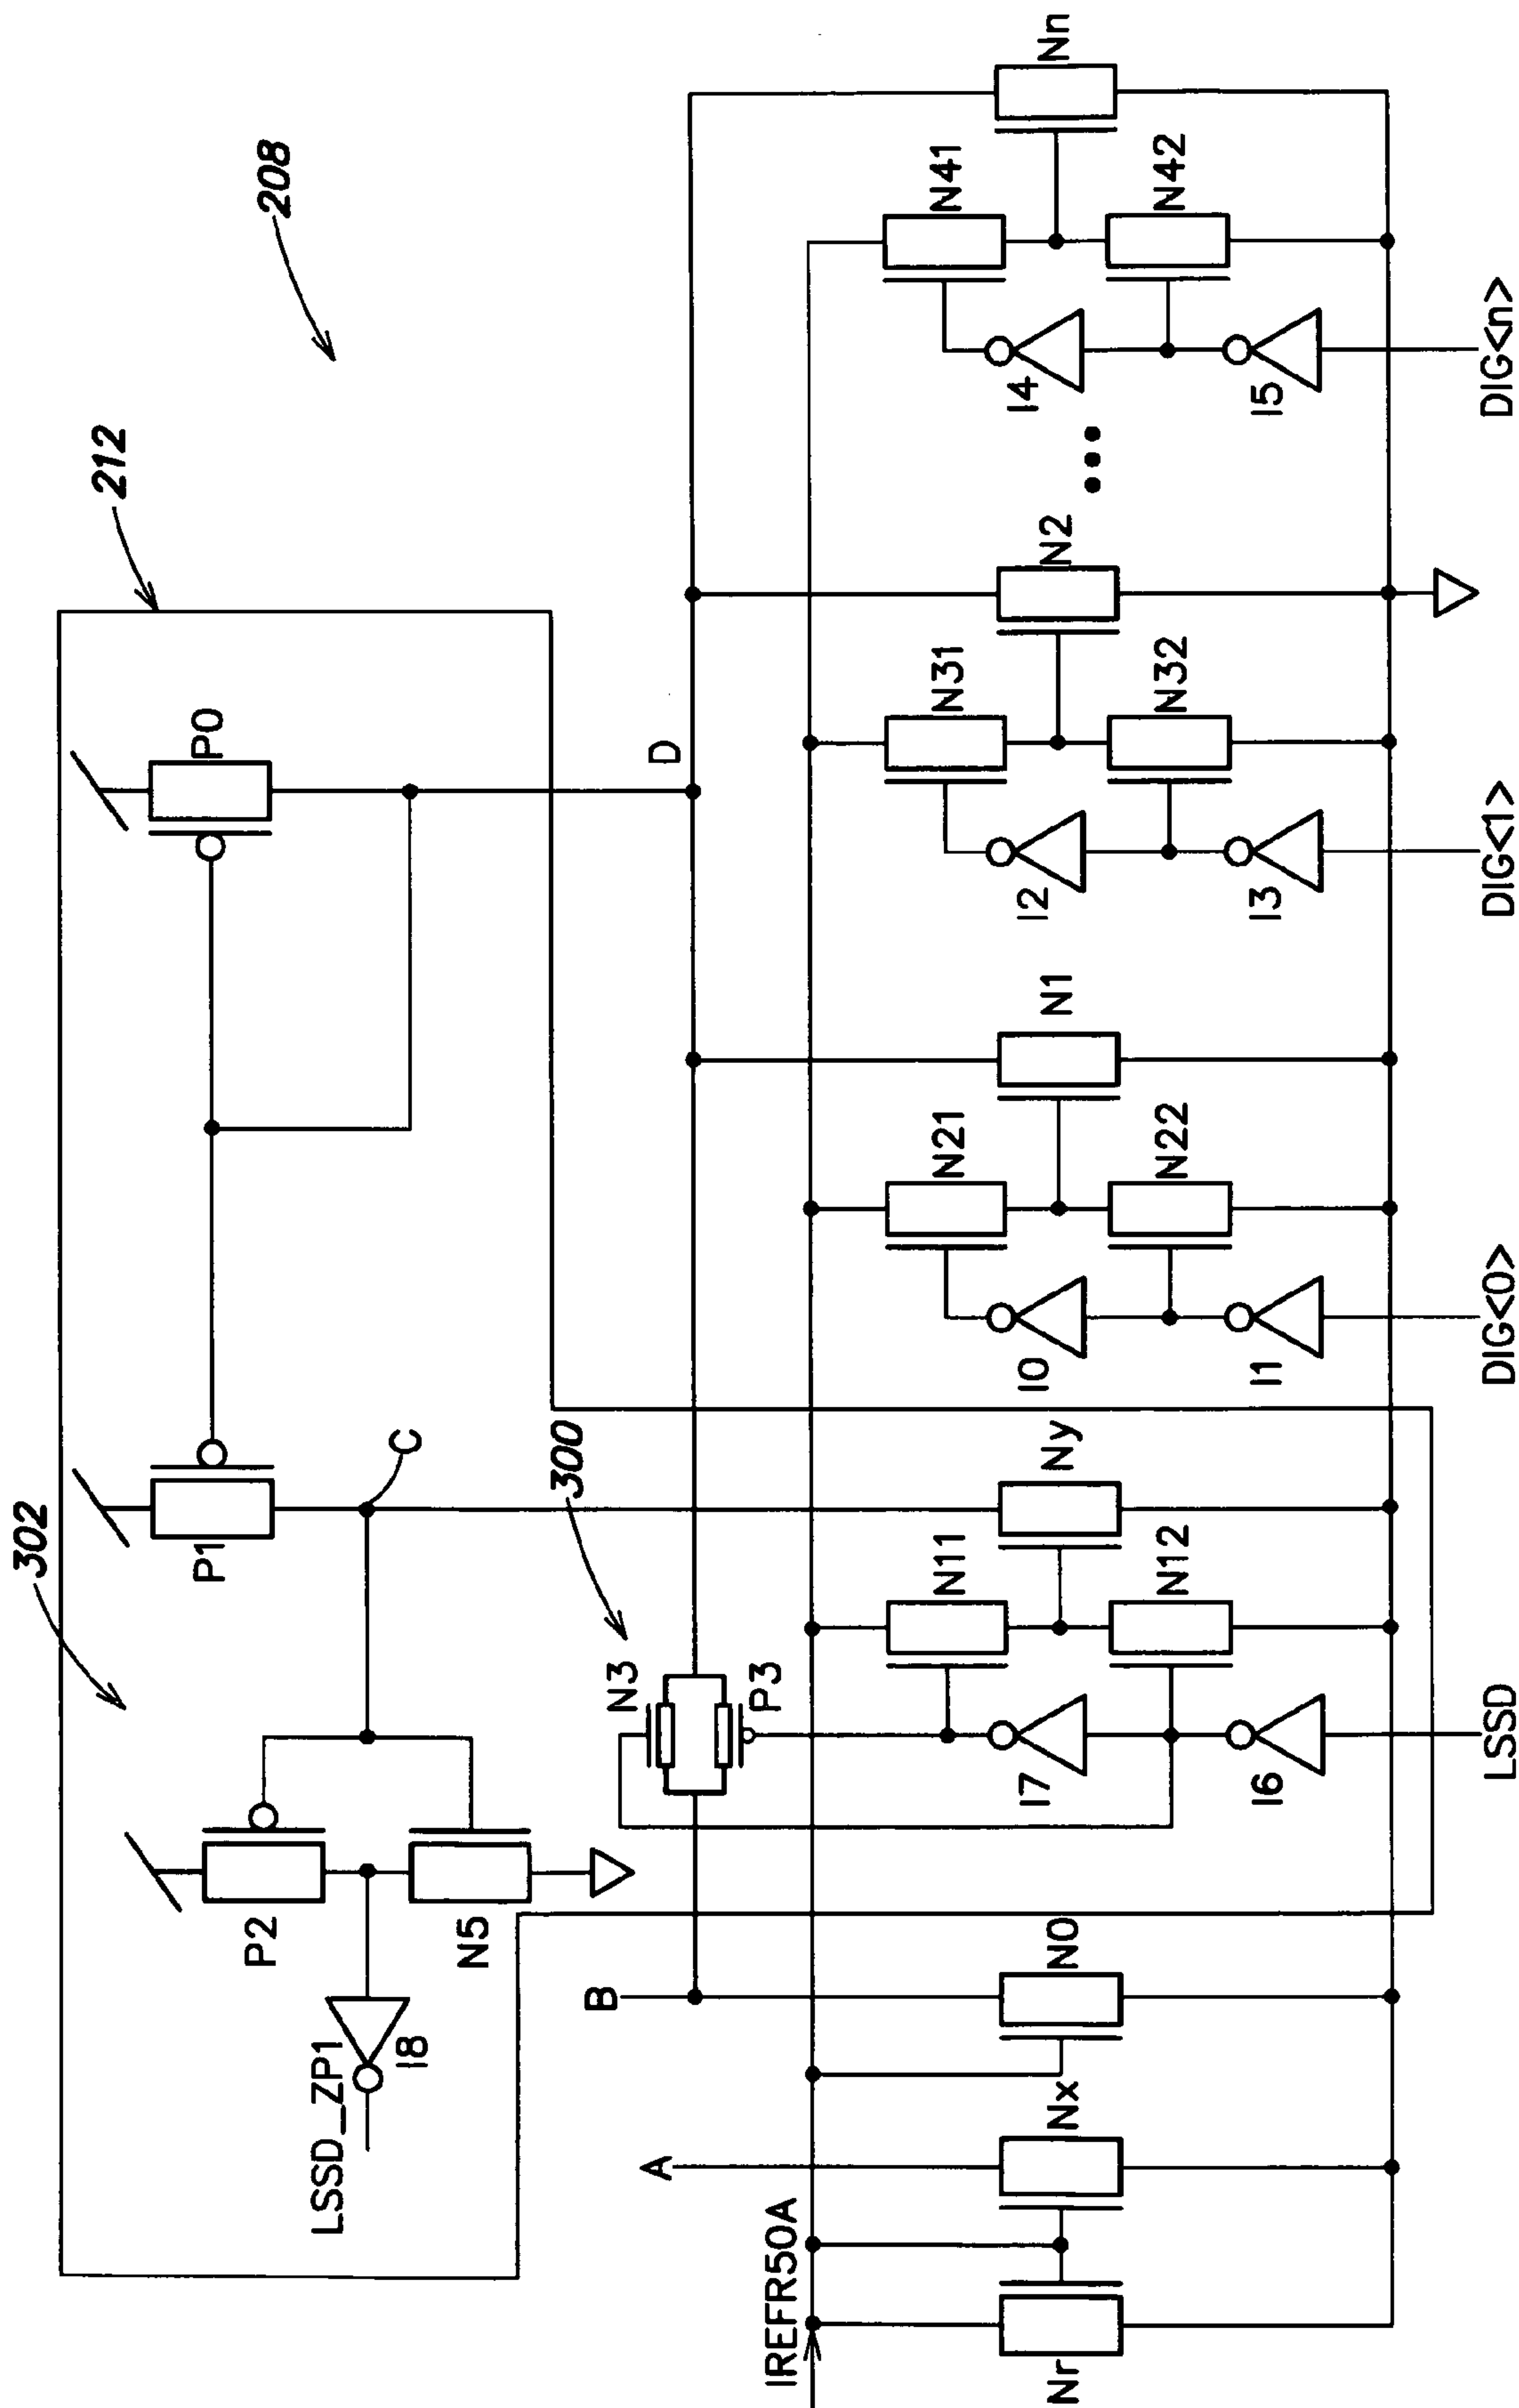 208
212
302
P0
P1
C
P2
N5
LSSD_ZP1
I8
300
D
N3
P3
B
A
IREFR50A
Nr
Nx
N0
N11
N12
Ny
I7
I6
LSSD
N21
N22
N1
I0
I1
DIG<0>
N31
N32
N2
I2
I3
DIG<1>
•••
N41
N42
Nn
I4
I5
DIG<n>